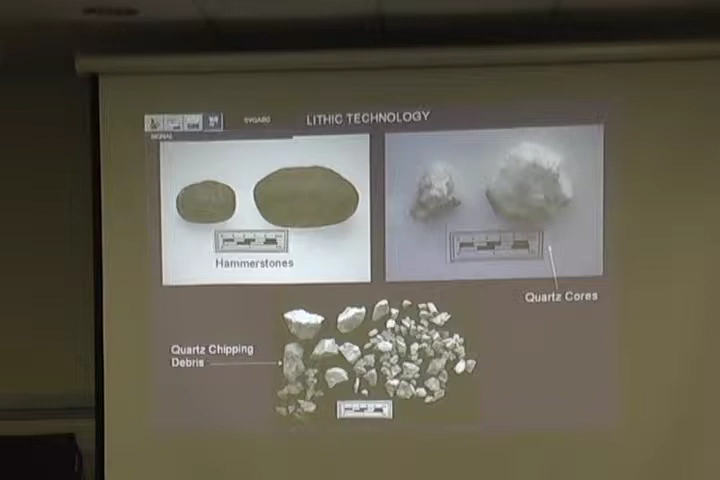 LITHIC TECHNOLOGY
Hammerstones
Quartz Cores
Quartz Chipping
Debris